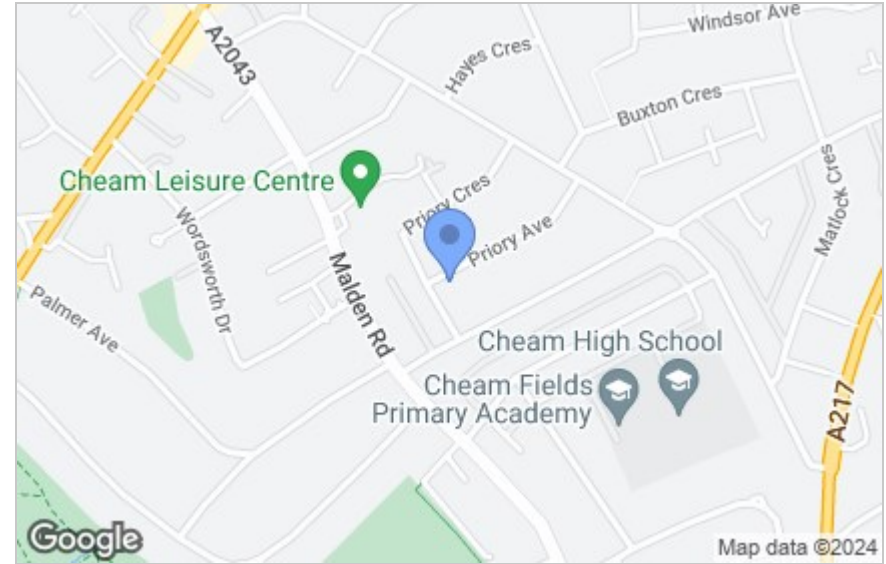 Windsor Ave
A2043
Hayes Cres
Buxton Cres
Cheam Leisure Centre
Priory Cres
Matlock Cres
Wordsworth Dr
Priory Ave
Malden Rd
Palmer Ave
Cheam High School
Cheam Fields
Primary Academy
A217
Google
Map data ©2024